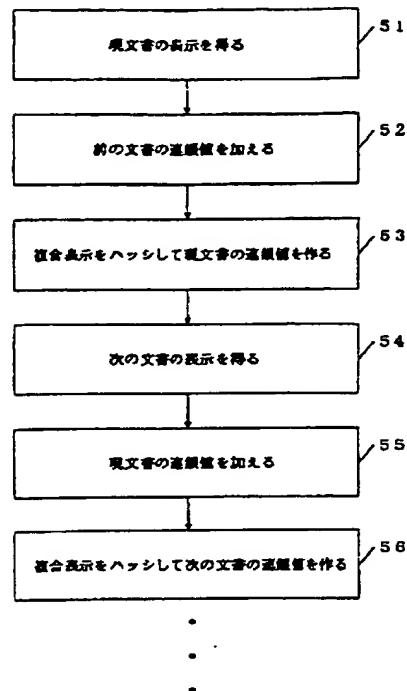 51
現文書の表示を得る
52
前の文書の連鎖値を加える
53
複合表示をハッシして現文書の連鎖値を作る
54
次の文書の表示を得る
55
現文書の連鎖値を加える
56
複合表示をハッシして次の文書の連鎖値を作る